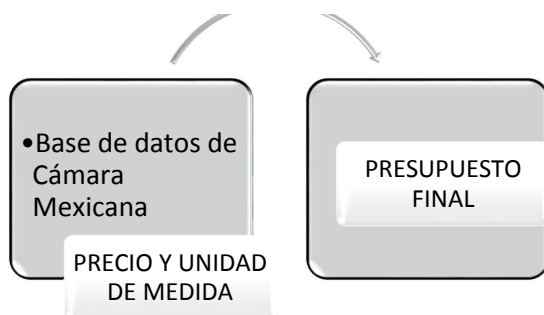 •Base de datos de
Cámara
Mexicana
PRECIO Y UNIDAD
DE MEDIDA
PRESUPUESTO
FINAL